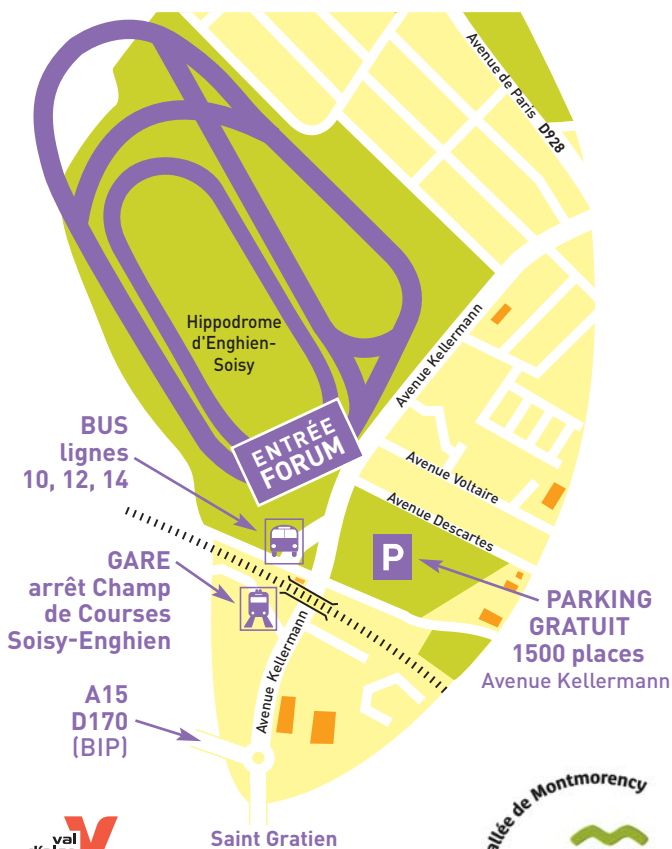 Avenue de Paris D928
Hippodrome
d'Enghien-
Soisy
Avenue Kellermann
BUS
lignes
10, 12, 14
ENTRÉE
FORUM
Avenue Voltaire
Avenue Descartes
GARE
arrêt Champ
de Courses
Soisy-Enghien
P
PARKING
GRATUIT
1500 places
Avenue Kellermann
Avenue Kellermann
A15
D170
(BIP)
Saint Gratien
val
allée de Montmorency